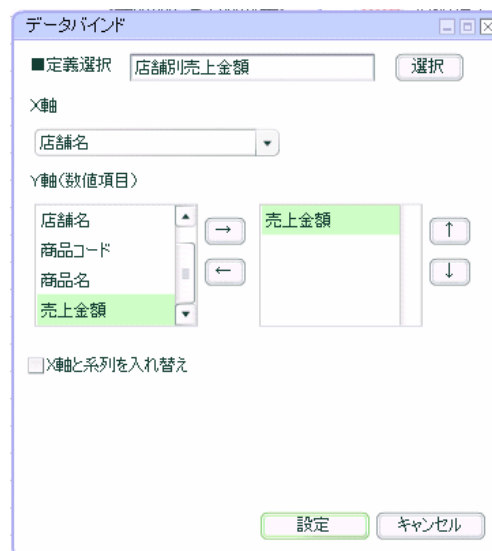 データバインド
■定義選択 店舗別売上金額 選択
X軸
店舗名
Y軸(数値項目)
店舗名
商品コード
商品名
売上金額
→
←
売上金額
↑
↓
X軸と系列を入れ替え
設定 キャンセル